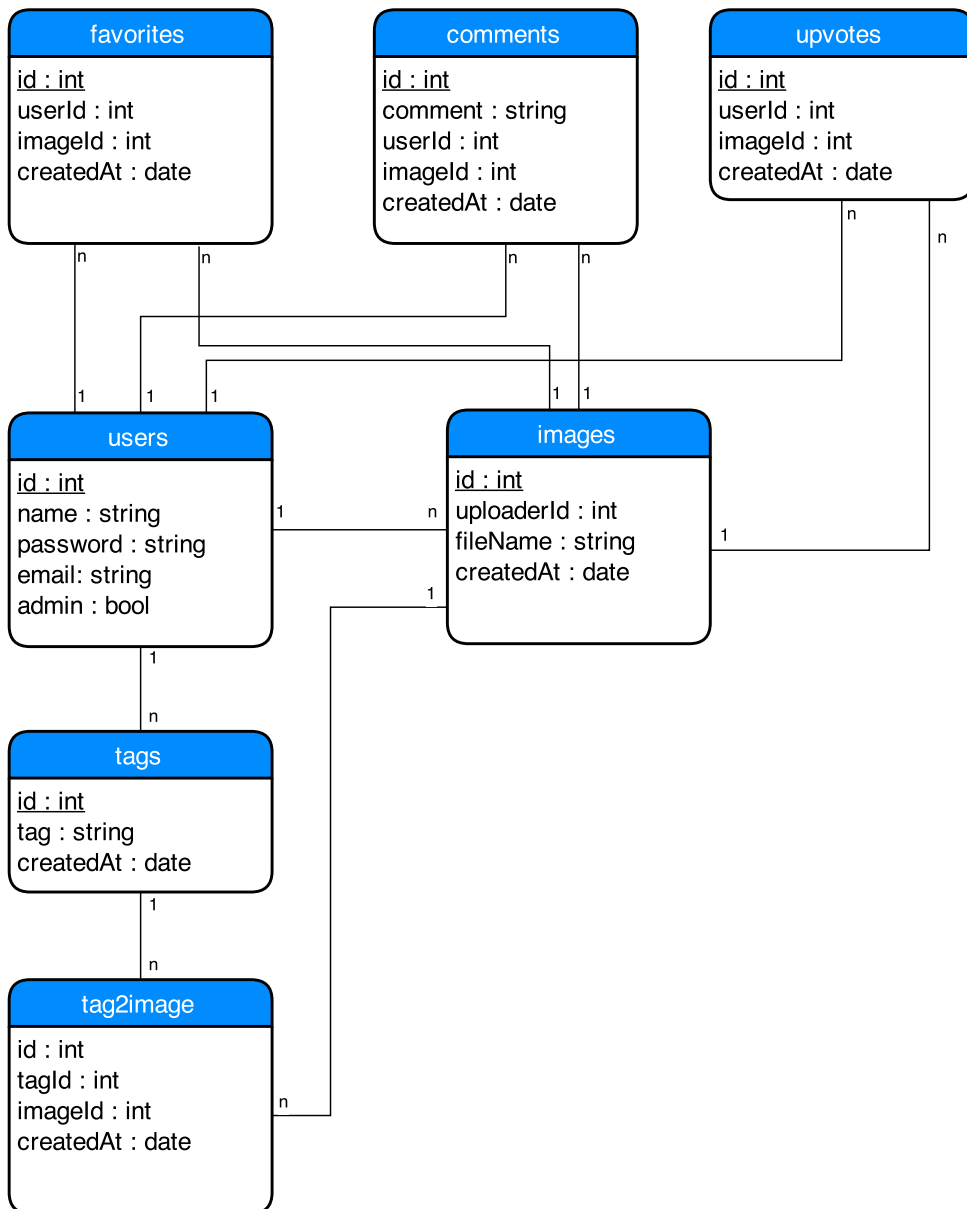 favorites
id : int
userId : int
imageId : int
createdAt : date
comments
id : int
comment : string
userId : int
imageId : int
createdAt : date
upvotes
id : int
userId : int
imageId : int
createdAt : date
n
n
n
n
n
n
1
1
1
1
1
users
id : int
name : string
password : string
email: string
admin : bool
1
n
images
id : int
uploaderId : int
fileName : string
createdAt : date
1
1
1
n
tags
id : int
tag : string
createdAt : date
1
n
tag2image
id : int
tagId : int
imageId : int
createdAt : date
n